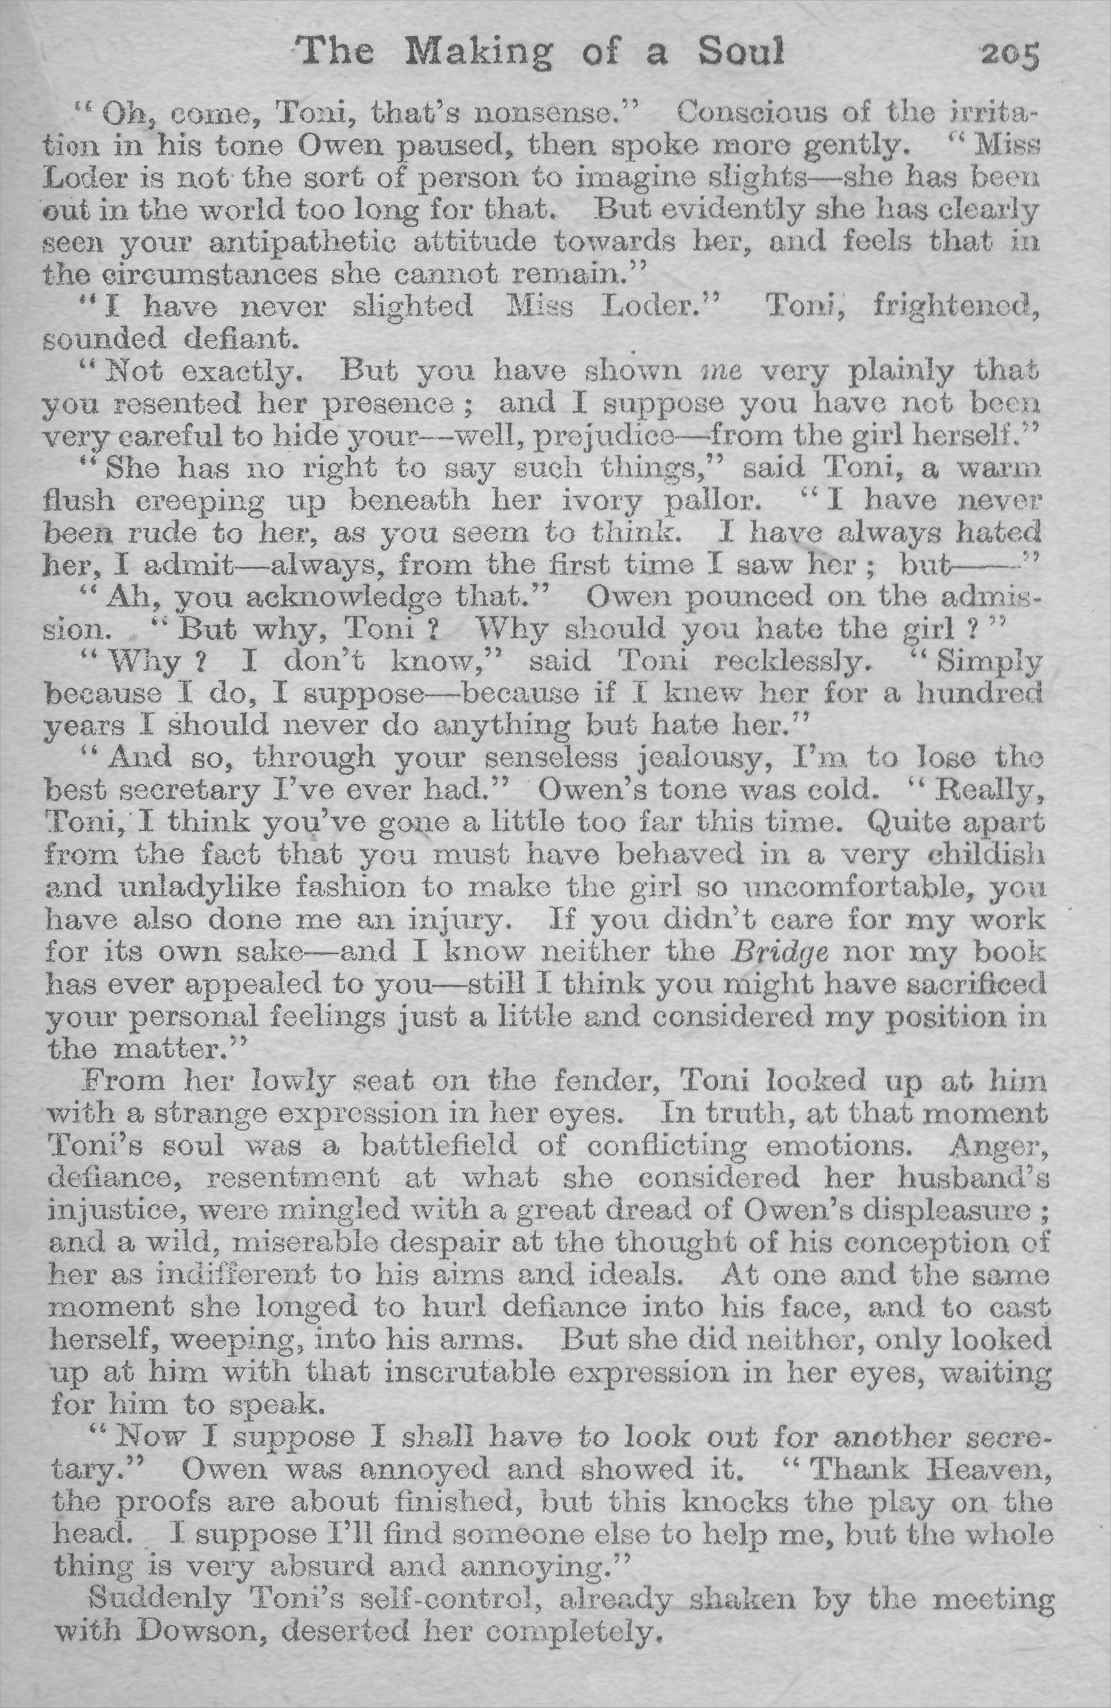 The Making of a Soul 205
“Oh, come, Toni, that’s nonsense.” Conscious of the irrita-
tion in his tone Owen paused, then spoke more gently. “Miss
Loder is not the sort of person to imagine slights—she has been
out in the world too long for that. But evidently she has clearly
seen your antipathetic attitude towards her, and feels that in
the circumstances she cannot remain.”
“I have never slighted Miss Loder.” Toni, frightened,
sounded defiant.
“Not exactly. But you have shown me very plainly that
you resented her presence; and I suppose you have not been
very careful to hide your—well, prejudice—from the girl herself.”
“She has no right to say such things,” said Toni, a warm
flush creeping up beneath her ivory pallor. “I have never
been rude to her, as you seem to think. I have always hated
her, I admit—always, from the first time I saw her; but——”
“Ah, you acknowledge that.” Owen pounced on the admis-
sion. “But why, Toni? Why should you hate the girl?”
“Why? I don’t know,” said Toni recklessly. “Simply
because I do, I suppose—because if I knew her for a hundred
years I should never do anything but hate her.”
“And so, through your senseless jealousy, I’m to lose the
best secretary I’ve ever had.” Owen’s tone was cold. “Really,
Toni, I think you’ve gone a little too far this time. Quite apart
from the fact that you must have behaved in a very childish
and unladylike fashion to make the girl so uncomfortable, you
have also done me an injury. If you didn’t care for my work
for its own sake—and I know neither the Bridge nor my book
has ever appealed to you—still I think you might have sacrificed
your personal feelings just a little and considered my position in
the matter.”
From her lowly seat on the fender, Toni looked up at him
with a strange expression in her eyes. In truth, at that moment
Toni’s soul was a battlefield of conflicting emotions. Anger,
defiance, resentment at what she considered her husband’s
injustice, were mingled with a great dread of Owen’s displeasure;
and a wild, miserable despair at the thought of his conception of
her as indifferent to his aims and ideals. At one and the same
moment she longed to hurl defiance into his face, and to cast
herself, weeping, into his arms. But she did neither, only looked
up at him with that inscrutable expression in her eyes, waiting
for him to speak.
“Now I suppose I shall have to look out for another secre-
tary.” Owen was annoyed and showed it. “Thank Heaven,
the proofs are about finished, but this knocks the play on the
head. I suppose I’ll find someone else to help me, but the whole
thing is very absurd and annoying.”
Suddenly Toni’s self-control, already shaken by the meeting
with Dowson, deserted her completely.